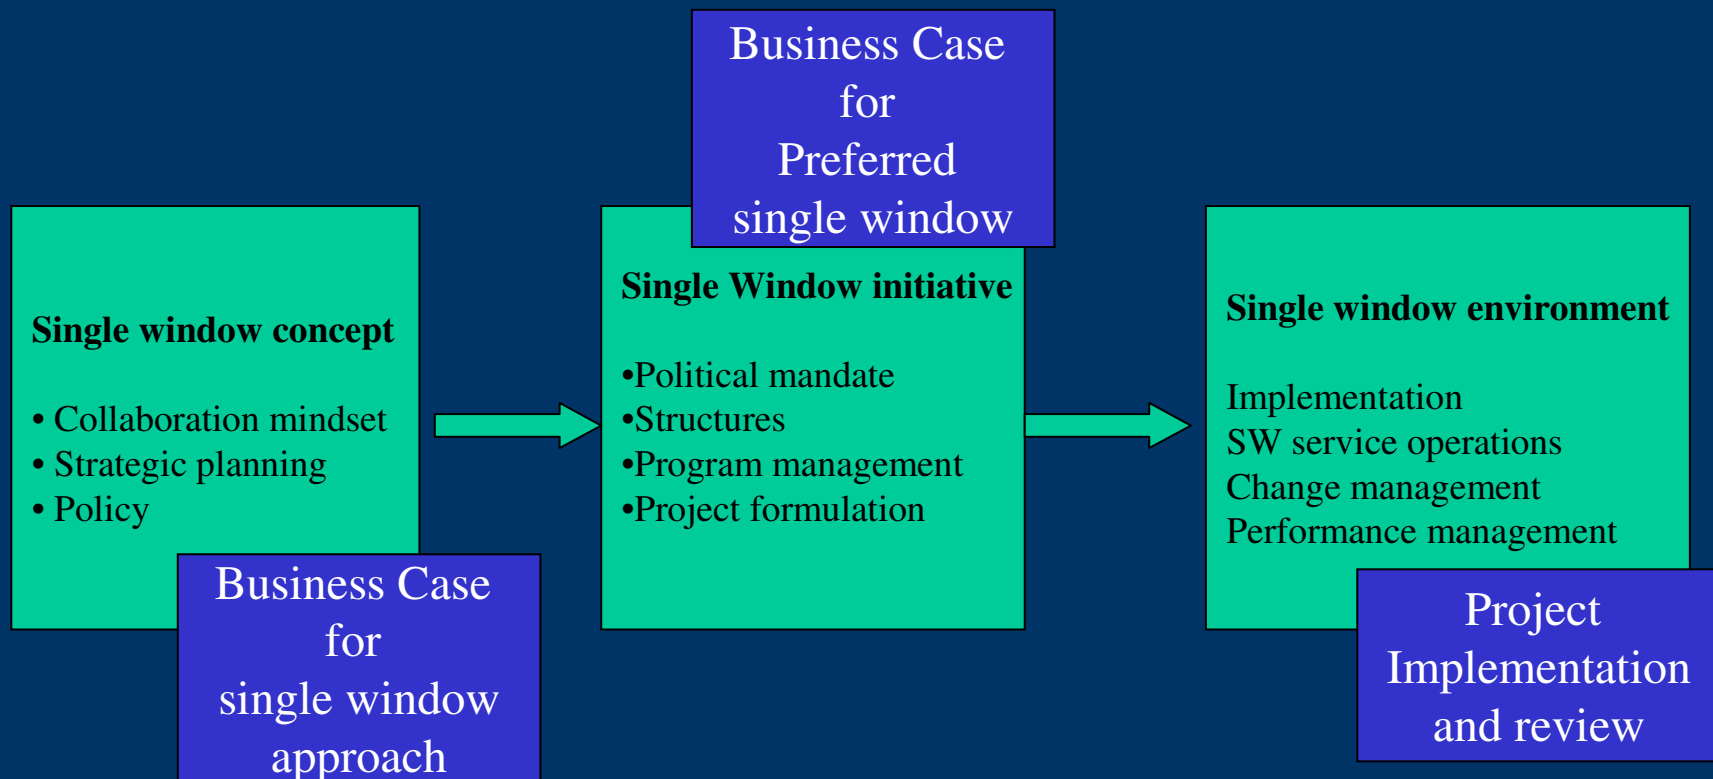 Business Case
for
Preferred
single window
Single window concept
• Collaboration mindset
• Strategic planning
• Policy
Business Case
for
single window
approach
Single Window initiative
•Political mandate
•Structures
•Program management
•Project formulation
Single window environment
Implementation
SW service operations
Change management
Performance management
Project
Implementation
and review